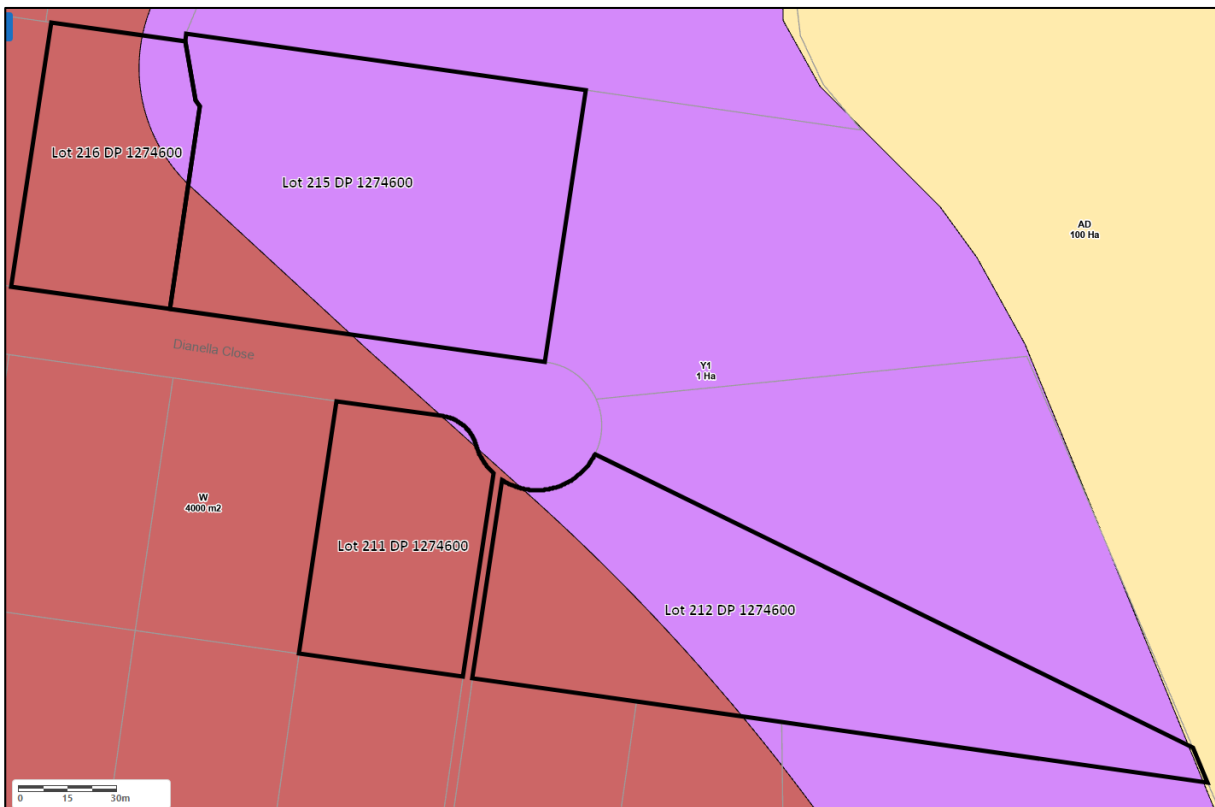 Lot 216 DP 1274600
Lot 215 DP 1274600
AD
100 Ha
Dianella Close
Y1
1 Ha
W
4000 m2
Lot 211 DP 1274600
Lot 212 DP 1274600
0 15 30m